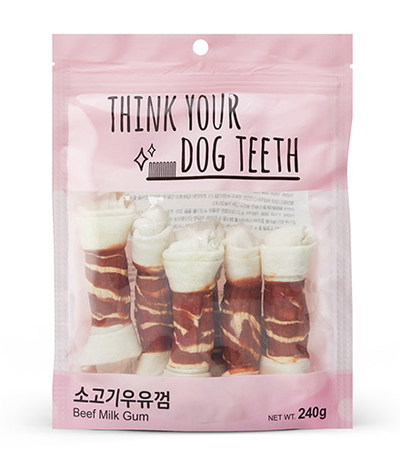 THINK YOUR
DOG TEETH
소고기우유껌
Beef Milk Gum
NET WT. 240g